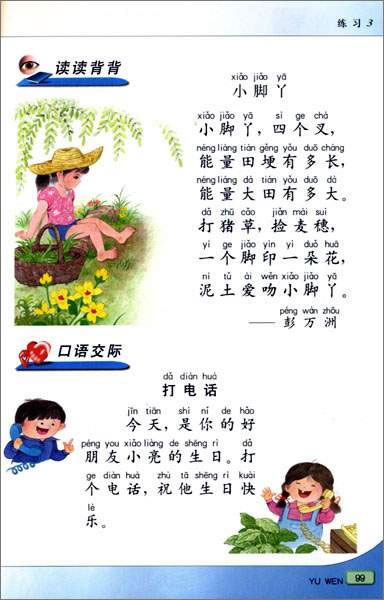 练习3
读读背背
xiǎo jiǎo yā
小脚丫
xiǎo jiǎo yā sì ge chà
小脚丫，四个叉，
néng liáng tián gěng yǒu duō cháng
能量田埂有多长，
néng liáng dà tián yǒu duō dà
能量大田有多大。
dǎ zhū cǎo jiǎn mài suì
打猪草，捡麦穗，
yí ge jiǎo yìn yì duǒ huā
一个脚印一朵花，
ní tǔ ài wěn xiǎo jiǎo yā
泥土爱吻小脚丫。
péng wàn zhōu
——彭万洲
口语交际
dǎ diàn huà
打电话
jīn tiān shì nǐ de hǎo
今天，是你的好
péng you xiǎo liàng de shēng rì dǎ
朋友小亮的生日。打
ge diàn huà zhù tā shēng rì kuài
个电话，祝他生日快
lè
乐。
YU WEN 99